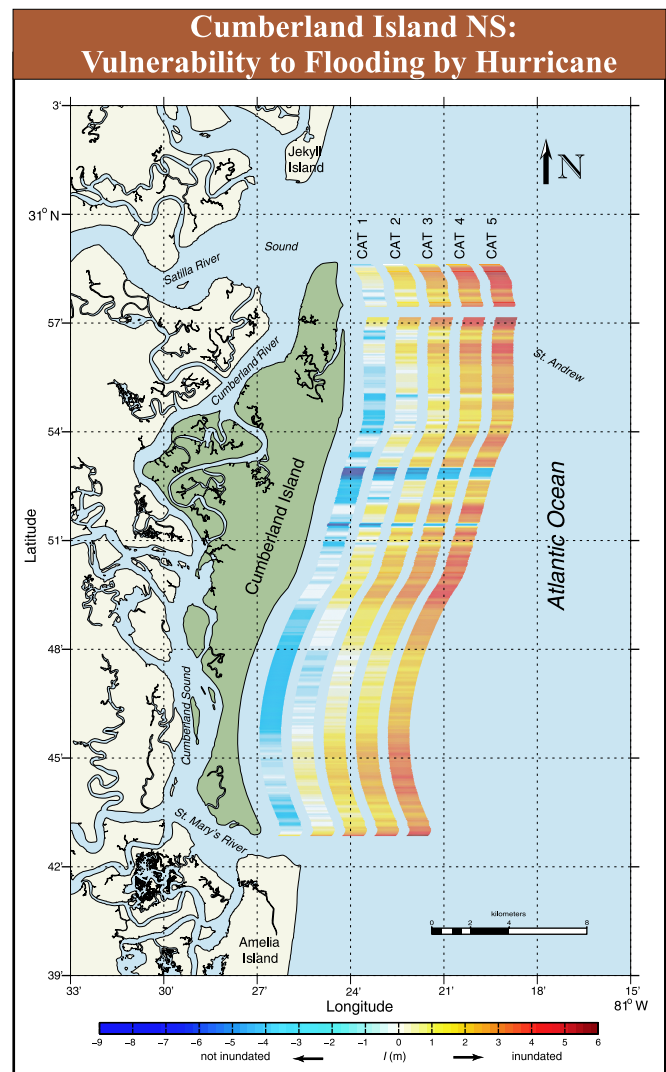 Cumberland Island NS:
Vulnerability to Flooding by Hurricane
3'
31° N
57'
54'
51'
48'
45'
42'
39'
Latitude
Jekyll
Island
N
Sound
Satilla River
CAT 1
CAT 2
CAT 3
CAT 4
CAT 5
St. Andrew
Cumberland River
Cumberland Island
Atlantic Ocean
Cumberland Sound
St. Mary's River
Amelia
Island
kilometers
0 2 4 8
33' 30' 27' 24' 21' 18' 15'
Longitude
81° W
−9 −8 −7 −6 −5 −4 −3 −2 −1 0 1 2 3 4 5 6
not inundated I (m) inundated